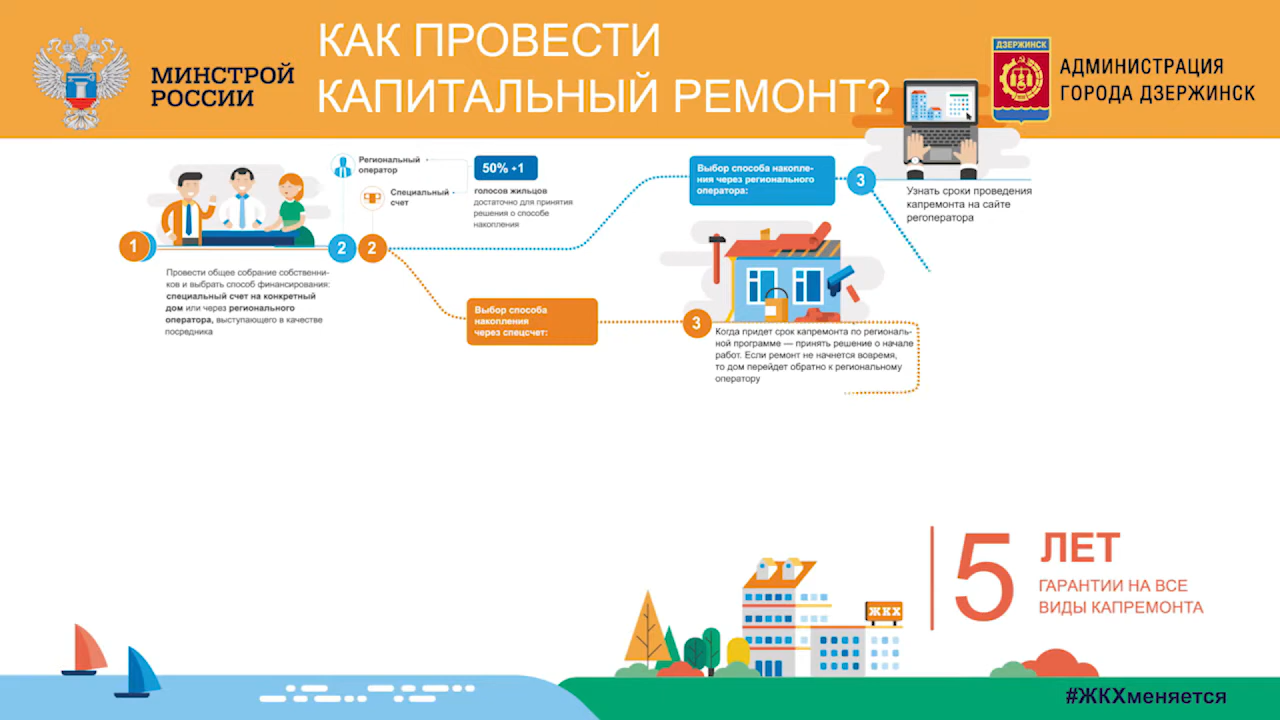 МИНСТРОЙ
РОССИИ
КАК ПРОВЕСТИ
КАПИТАЛЬНЫЙ РЕМОНТ?
ДЗЕРЖИНСК
АДМИНИСТРАЦИЯ
ГОРОДА ДЗЕРЖИНСК
1
Провести общее собрание собственни-
ков и выбрать способ финансирования:
специальный счет на конкретный
дом или через регионального
оператора, выступающего в качестве
посредника
Региональный
оператор
Специальный
счет
2
2
50% +1
голосов жильцов
достаточно для принятия
решения о способе
накопления
Выбор способа накопле-
ния через регионального
оператора:
3
Узнать сроки проведения
капремонта на сайте
регоператора
Выбор способа
накопления
через спецсчет:
3
Когда придет срок капремонта по региональ-
ной программе — принять решение о начале
работ. Если ремонт не начнется вовремя,
то дом перейдет обратно к региональному
оператору
5 ЛЕТ
ГАРАНТИИ НА ВСЕ
ВИДЫ КАПРЕМОНТА
ЖКХ
#ЖКХменяется